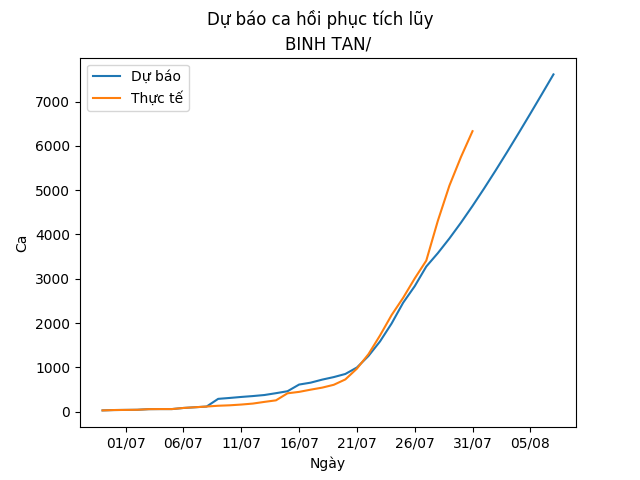 Dự báo ca hồi phục tích lũy
BINH TAN/
Dự báo
Thực tế
7000
6000
5000
4000
3000
2000
1000
0
Ca
01/07
06/07
11/07
16/07
21/07
26/07
31/07
05/08
Ngày